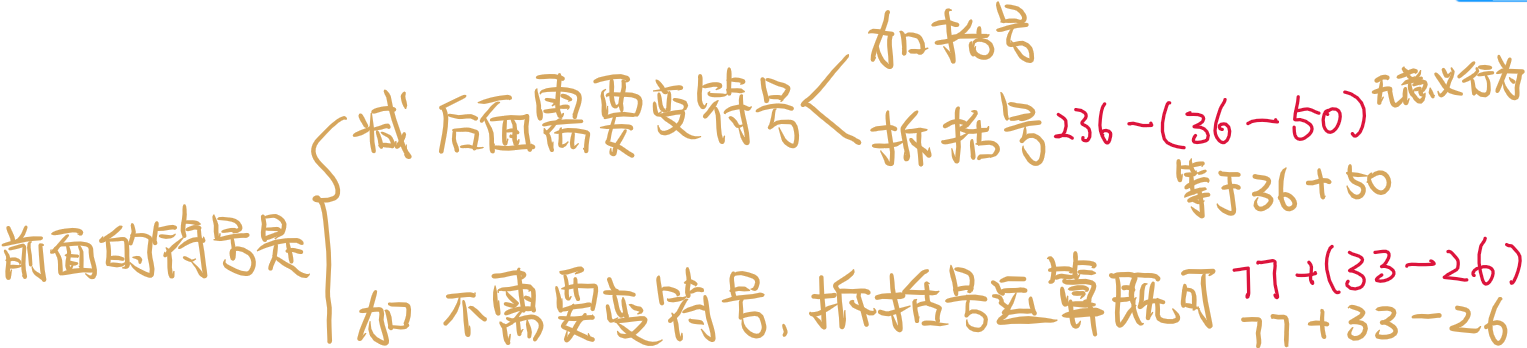 加括号
减 后面需要变符号
拆括号 236-(36-50) 无意义行为
等于36+50
前面的符号是
加 不需要变符号,拆括号运算既可 77+(33-26)
77+33-26